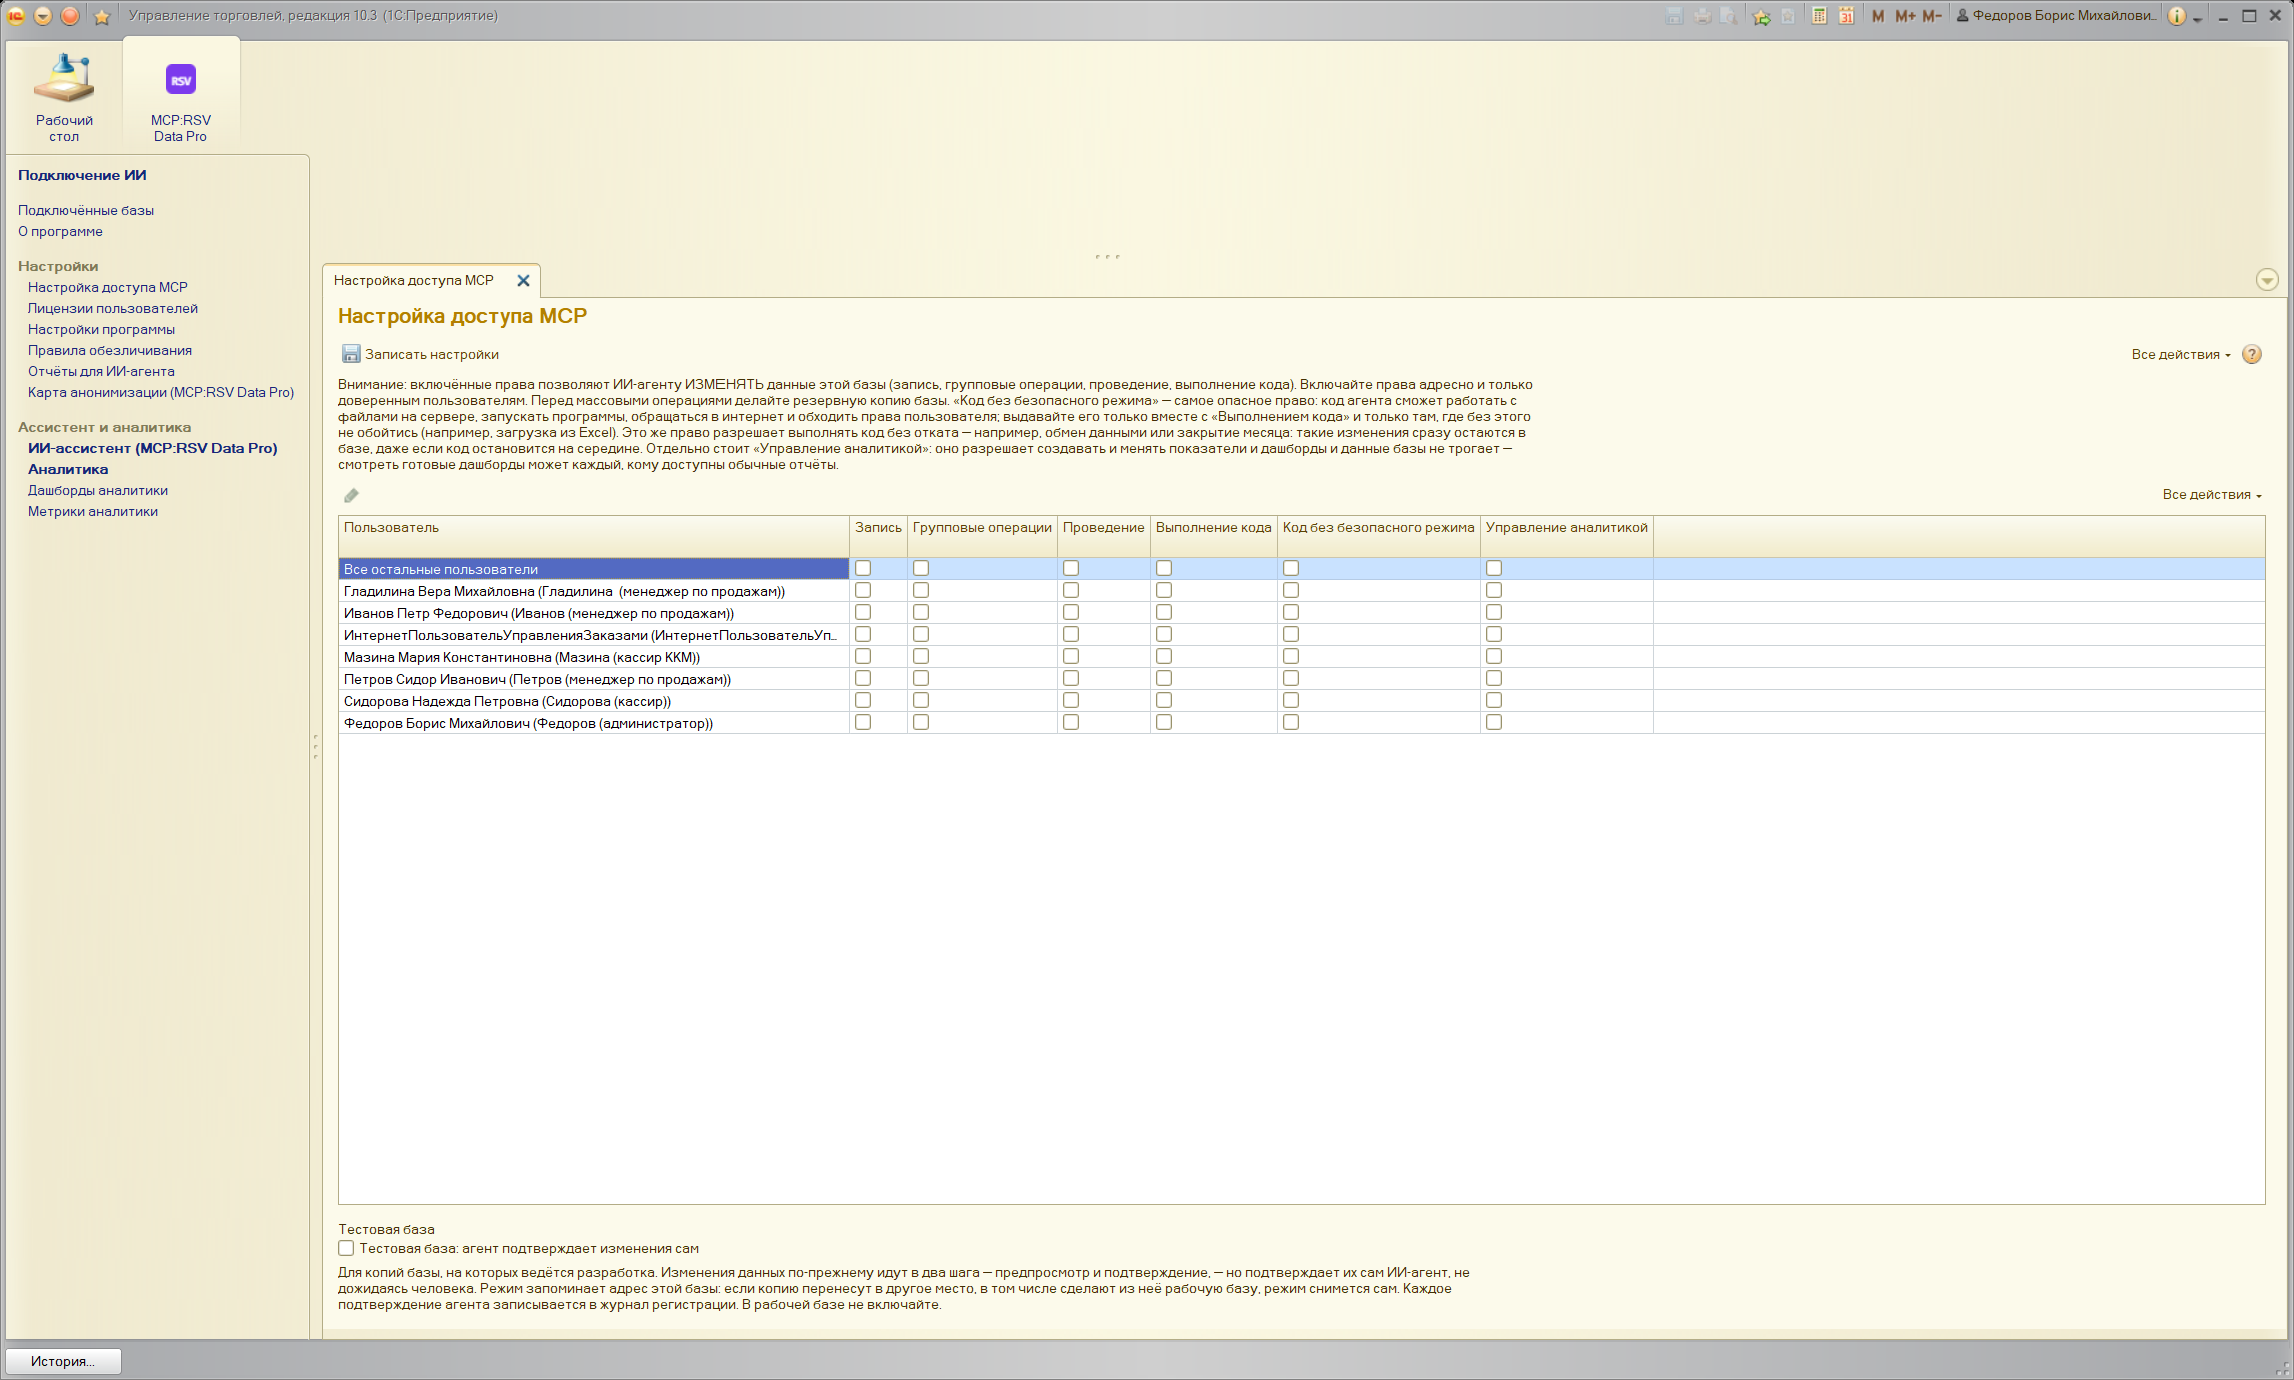 Управление торговлей, редакция 10.3 (1С:Предприятие)
31
M M+ M-
Федоров Борис Михайлови...
Рабочий
стол
RSV
MCP:RSV
Data Pro
Подключение ИИ
Подключённые базы
О программе
Настройки
Настройка доступа MCP
Лицензии пользователей
Настройки программы
Правила обезличивания
Отчёты для ИИ-агента
Карта анонимизации (MCP:RSV Data Pro)
Ассистент и аналитика
ИИ-ассистент (MCP:RSV Data Pro)
Аналитика
Дашборды аналитики
Метрики аналитики
Настройка доступа MCP
Настройка доступа MCP
Записать настройки
Все действия
Внимание: включённые права позволяют ИИ-агенту ИЗМЕНЯТЬ данные этой базы (запись, групповые операции, проведение, выполнение кода). Включайте права адресно и только
доверенным пользователям. Перед массовыми операциями делайте резервную копию базы. «Код без безопасного режима» — самое опасное право: код агента сможет работать с
файлами на сервере, запускать программы, обращаться в интернет и обходить права пользователя; выдавайте его только вместе с «Выполнением кода» и только там, где без этого
не обойтись (например, загрузка из Excel). Это же право разрешает выполнять код без отката — например, обмен данными или закрытие месяца: такие изменения сразу остаются в
базе, даже если код остановится на середине. Отдельно стоит «Управление аналитикой»: оно разрешает создавать и менять показатели и дашборды и данные базы не трогает —
смотреть готовые дашборды может каждый, кому доступны обычные отчёты.
Все действия
Пользователь Запись Групповые операции Проведение Выполнение кода Код без безопасного режима Управление аналитикой
Все остальные пользователи
Гладилина Вера Михайловна (Гладилина (менеджер по продажам))
Иванов Петр Федорович (Иванов (менеджер по продажам))
ИнтернетПользовательУправленияЗаказами (ИнтернетПользовательУп...
Мазина Мария Константиновна (Мазина (кассир ККМ))
Петров Сидор Иванович (Петров (менеджер по продажам))
Сидорова Надежда Петровна (Сидорова (кассир))
Федоров Борис Михайлович (Федоров (администратор))
Тестовая база
Тестовая база: агент подтверждает изменения сам
Для копий базы, на которых ведётся разработка. Изменения данных по-прежнему идут в два шага — предпросмотр и подтверждение, — но подтверждает их сам ИИ-агент, не
дожидаясь человека. Режим запоминает адрес этой базы: если копию перенесут в другое место, в том числе сделают из неё рабочую базу, режим снимется сам. Каждое
подтверждение агента записывается в журнал регистрации. В рабочей базе не включайте.
История...